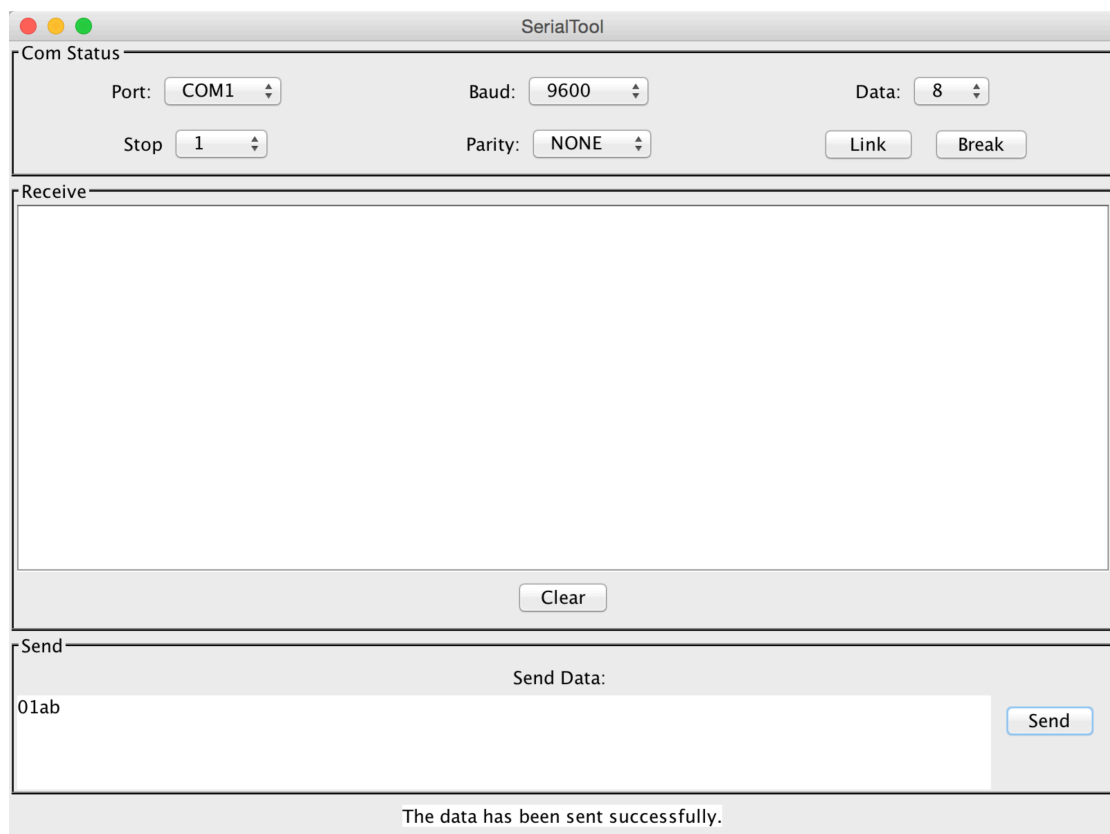 SerialTool
Com Status
Port: COM1 Baud: 9600 Data: 8
Stop 1 Parity: NONE Link Break
Receive
Clear
Send
Send Data:
01ab
Send
The data has been sent successfully.